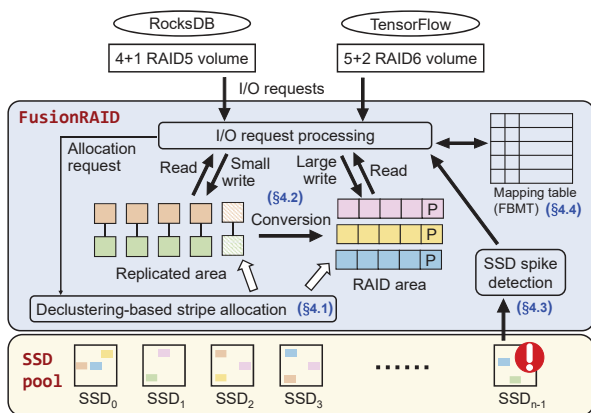 RocksDB
TensorFlow
4+1 RAID5 volume
5+2 RAID6 volume
I/O requests
FusionRAID
I/O request processing
Allocation
request
Read
Small
write
Large
write
Read
Mapping table
(FBMT) (§4.4)
(§4.2)
Conversion
P
P
P
Replicated area
RAID area
SSD spike
detection
(§4.3)
Declustering-based stripe allocation (§4.1)
SSD
pool
SSD0
SSD1
SSD2
SSD3
......
SSDn-1